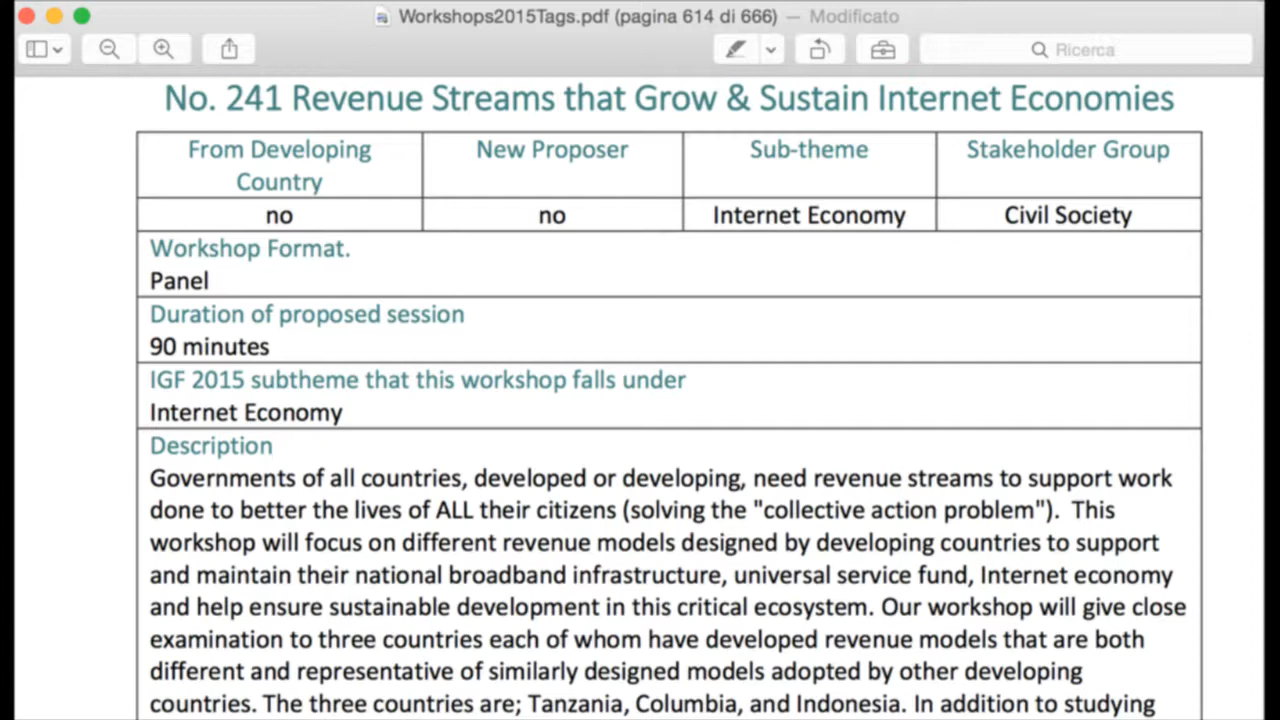 Workshops2015Tags.pdf (pagina 614 di 666) — Modificato
Ricerca
No. 241 Revenue Streams that Grow & Sustain Internet Economies
From Developing Country New Proposer Sub-theme Stakeholder Group
no no Internet Economy Civil Society
Workshop Format.
Panel
Duration of proposed session
90 minutes
IGF 2015 subtheme that this workshop falls under
Internet Economy
Description
Governments of all countries, developed or developing, need revenue streams to support work
done to better the lives of ALL their citizens (solving the "collective action problem").  This
workshop will focus on different revenue models designed by developing countries to support
and maintain their national broadband infrastructure, universal service fund, Internet economy
and help ensure sustainable development in this critical ecosystem. Our workshop will give close
examination to three countries each of whom have developed revenue models that are both
different and representative of similarly designed models adopted by other developing
countries. The three countries are; Tanzania, Columbia, and Indonesia. In addition to studying